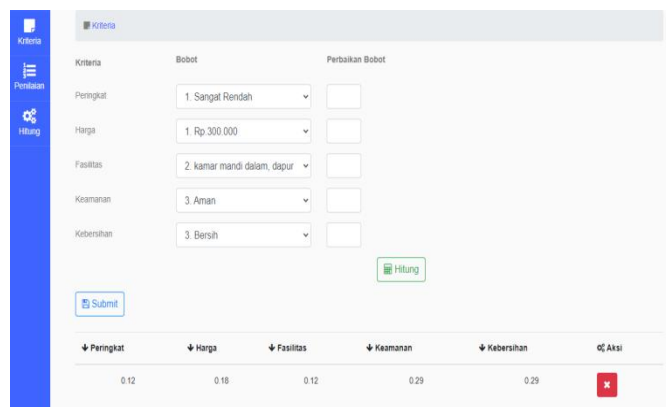 Kriteria
Penilaian
Hitung
Kriteria
Kriteria Bobot Perbaikan Bobot
Peringkat 1. Sangat Rendah
Harga 1. Rp.300.000
Fasilitas 2. kamar mandi dalam, dapur
Keamanan 3. Aman
Kebersihan 3. Bersih
Hitung
Submit
Peringkat Harga Fasilitas Keamanan Kebersihan Aksi
0.12 0.18 0.12 0.29 0.29